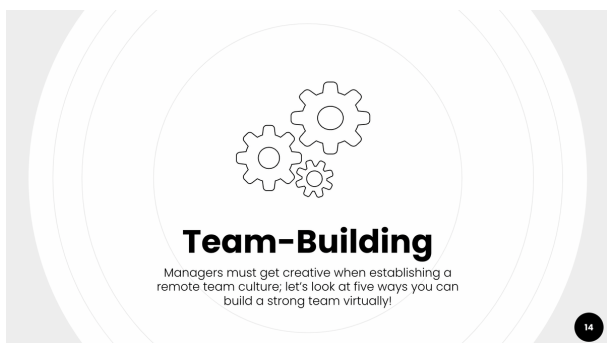 Team-Building
Managers must get creative when establishing a
remote team culture; let's look at five ways you can
build a strong team virtually!
14